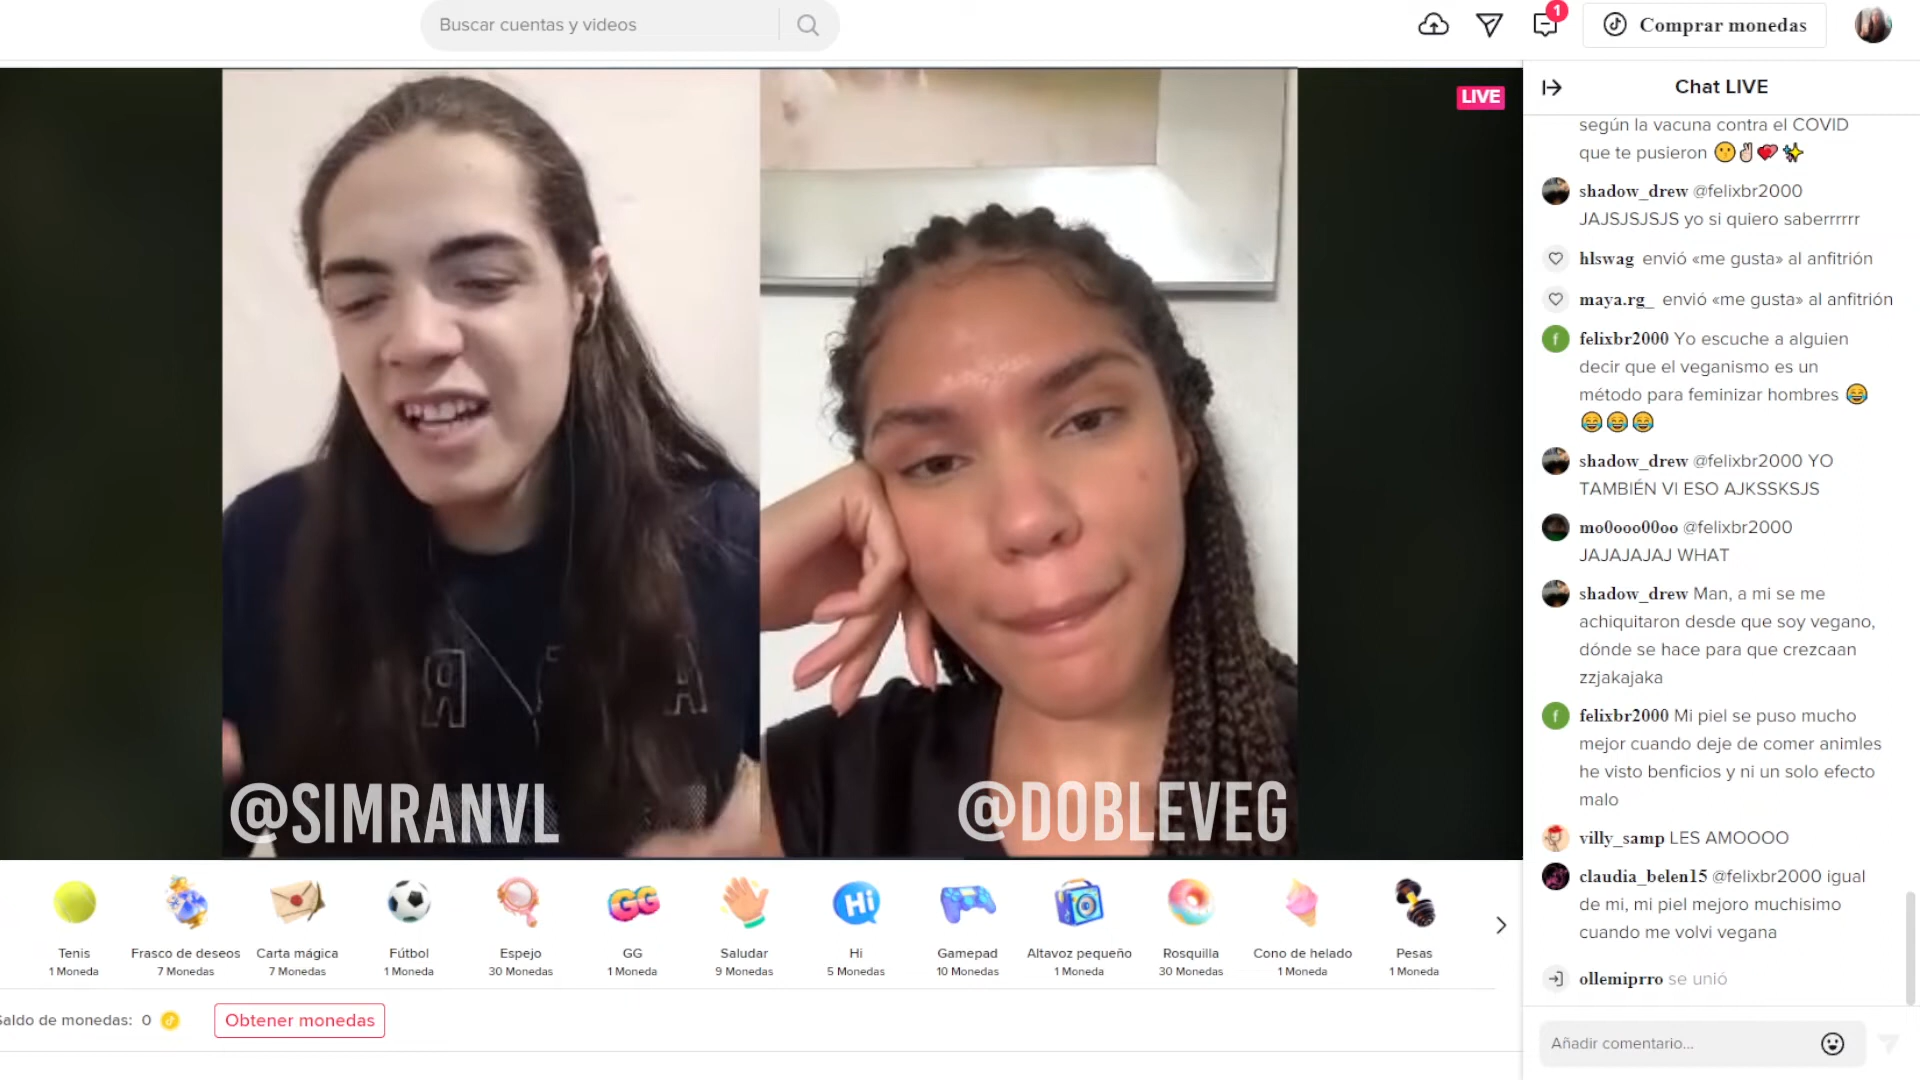 Buscar cuentas y videos
1
Comprar monedas
LIVE
Chat LIVE
según la vacuna contra el COVID
que te pusieron
shadow_drew @felixbr2000
JAJSJSJSJS yo si quiero saberrrrrr
hlswag envió «me gusta» al anfitrión
maya.rg_ envió «me gusta» al anfitrión
f
felixbr2000 Yo escuche a alguien
decir que el veganismo es un
método para feminizar hombres
shadow_drew @felixbr2000 YO
TAMBIÉN VI ESO AJKSSKSJS
mo0ooo00oo @felixbr2000
JAJAJAJAJ WHAT
shadow_drew Man, a mi se me
achiquitaron desde que soy vegano,
dónde se hace para que crezcaan
zzjakajaka
f
felixbr2000 Mi piel se puso mucho
mejor cuando deje de comer animles
he visto benficios y ni un solo efecto
malo
villy_samp LES AMOOOO
claudia_belen15 @felixbr2000 igual
de mi, mi piel mejoro muchisimo
cuando me volvi vegana
ollemiprro se unió
Añadir comentario...
@SIMRANVL
@DOBLEVEG
GG
Hi
Tenis
1 Moneda
Frasco de deseos
7 Monedas
Carta mágica
7 Monedas
Fútbol
1 Moneda
Espejo
30 Monedas
GG
1 Moneda
Saludar
9 Monedas
Hi
5 Monedas
Gamepad
10 Monedas
Altavoz pequeño
1 Moneda
Rosquilla
30 Monedas
Cono de helado
1 Moneda
Pesas
1 Moneda
Saldo de monedas: 0
Obtener monedas